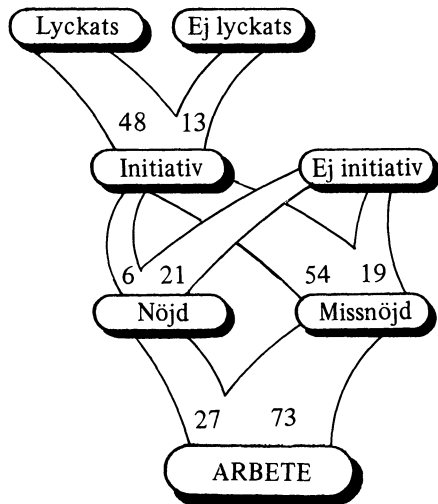 Lyckats Ej lyckats
48 13
Initiativ Ej initiativ
6 21 54 19
Nöjd Missnöjd
27 73
ARBETE